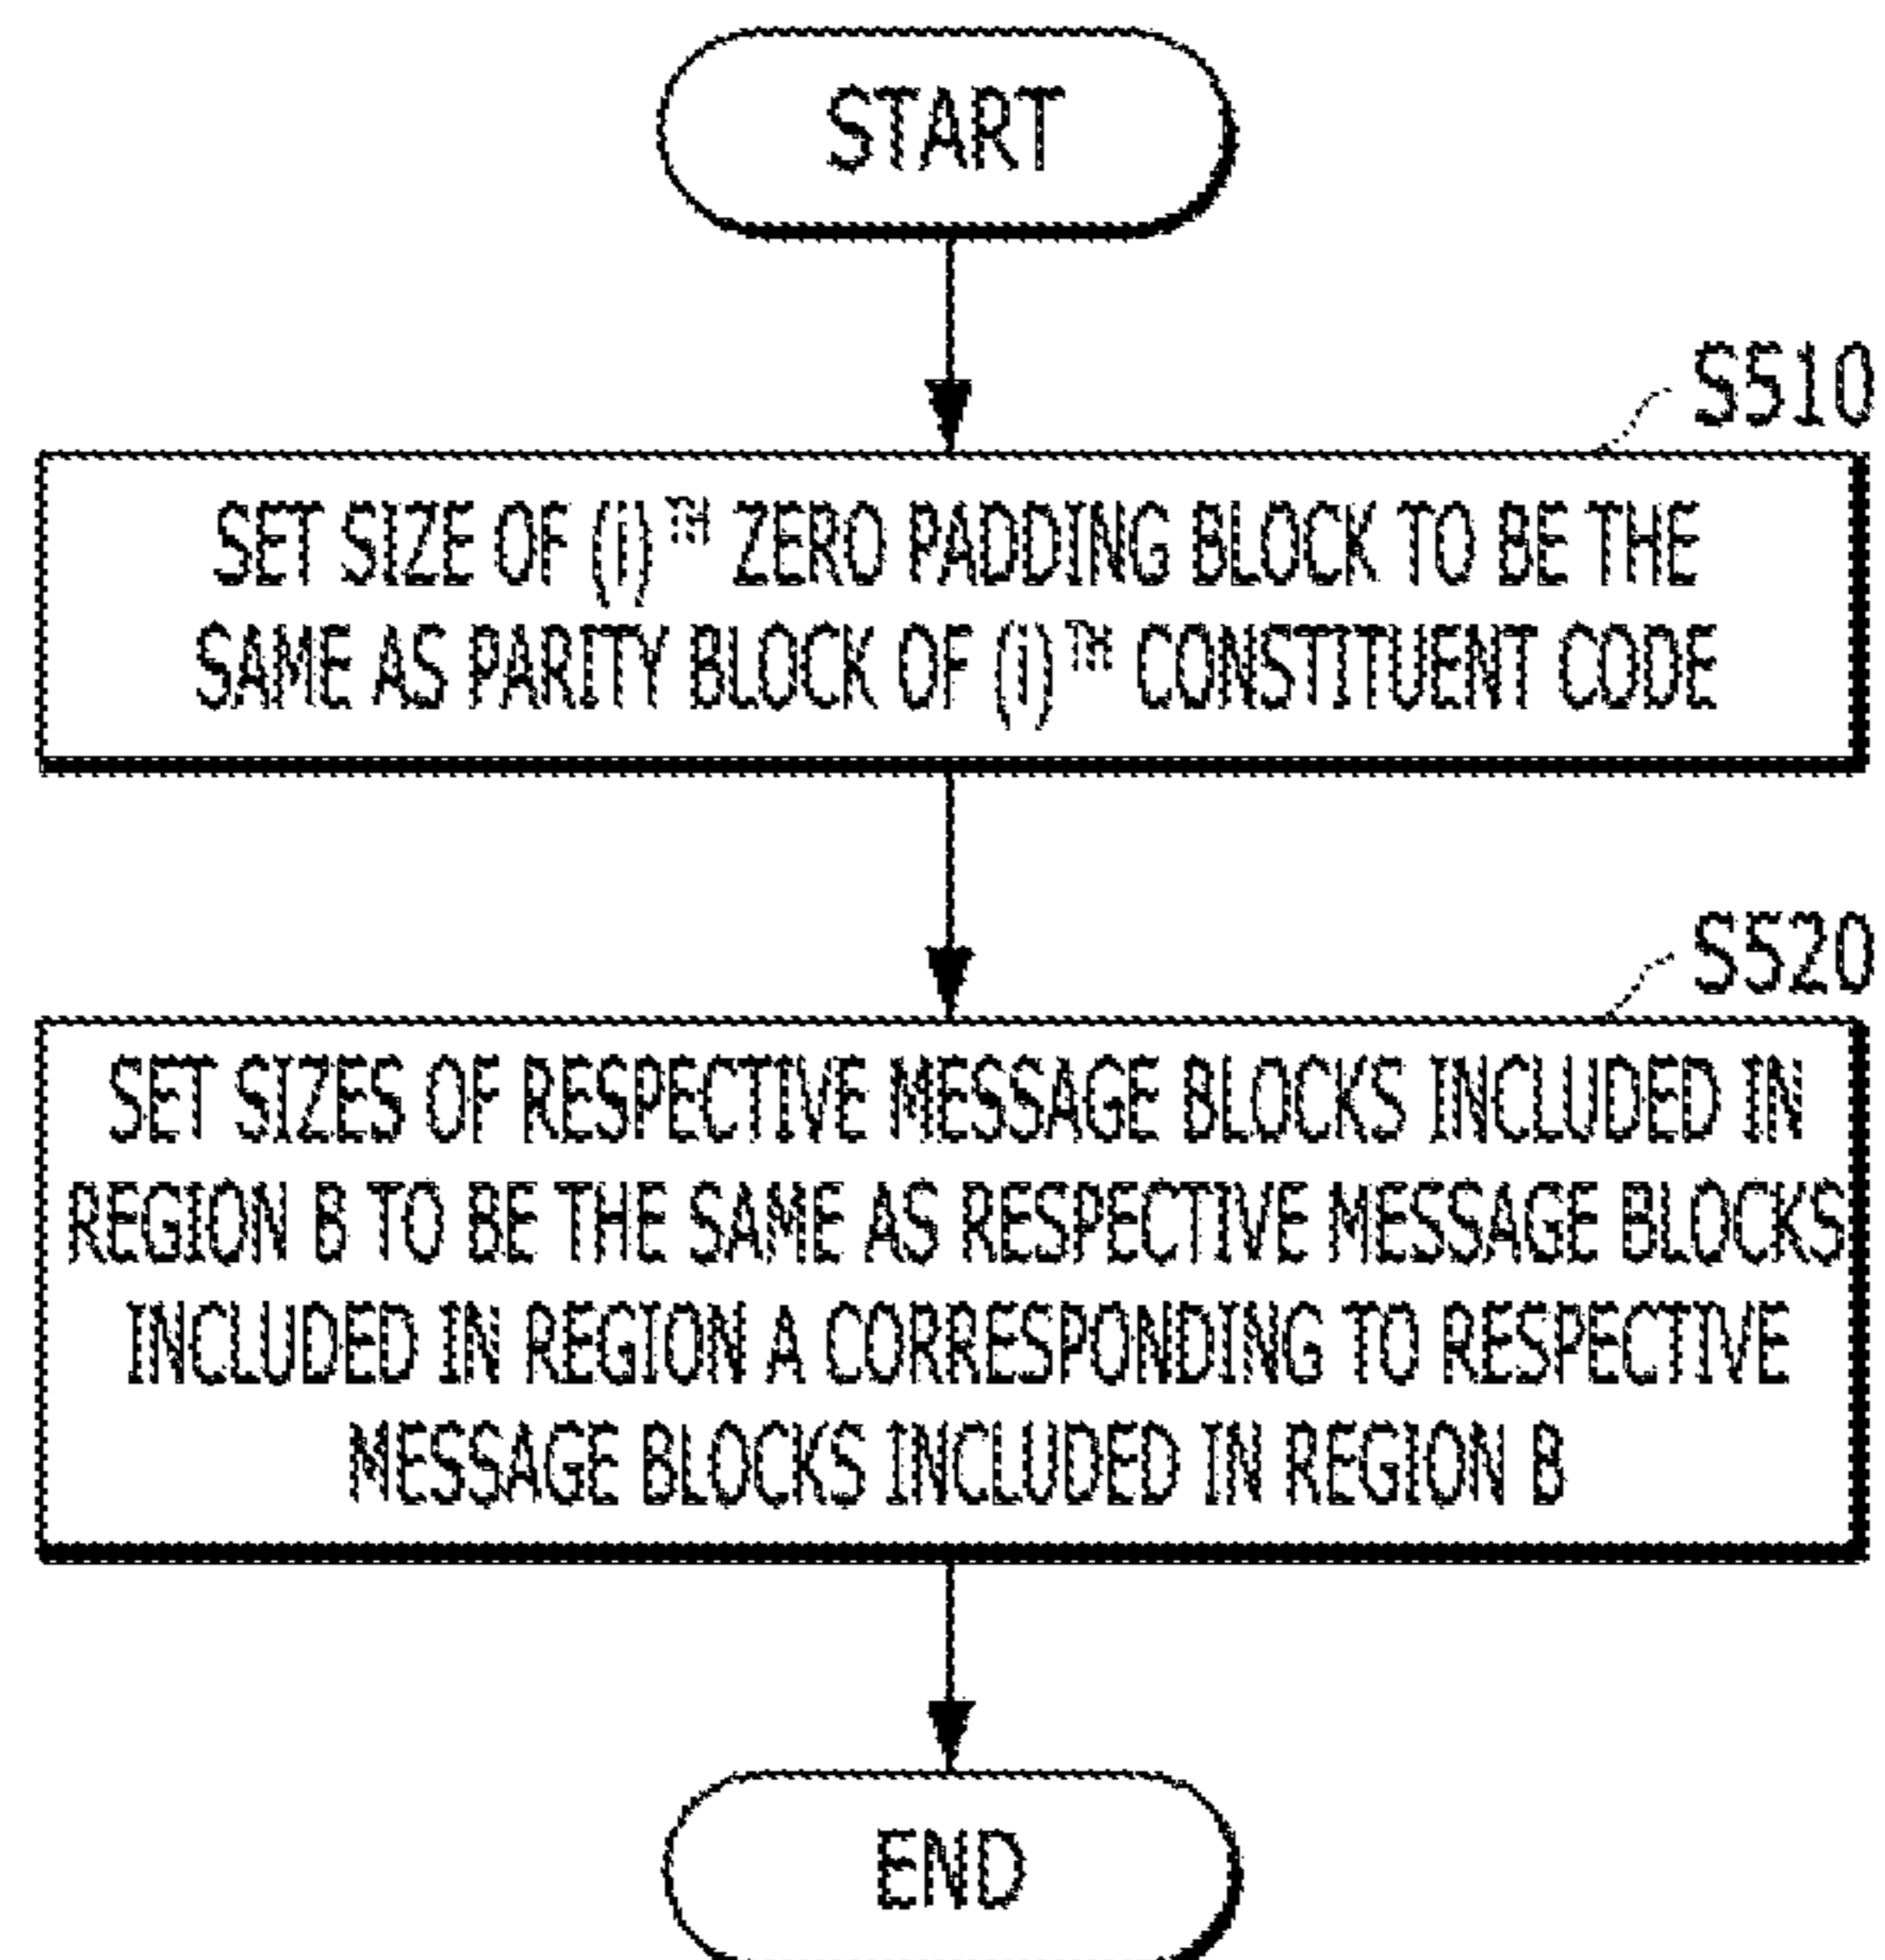 START
S510
SET SIZE OF (i)TH ZERO PADDING BLOCK TO BE THE
SAME AS PARITY BLOCK OF (i)TH CONSTITUENT CODE
S520
SET SIZES OF RESPECTIVE MESSAGE BLOCKS INCLUDED IN
REGION B TO BE THE SAME AS RESPECTIVE MESSAGE BLOCKS
INCLUDED IN REGION A CORRESPONDING TO RESPECTIVE
MESSAGE BLOCKS INCLUDED IN REGION B
END